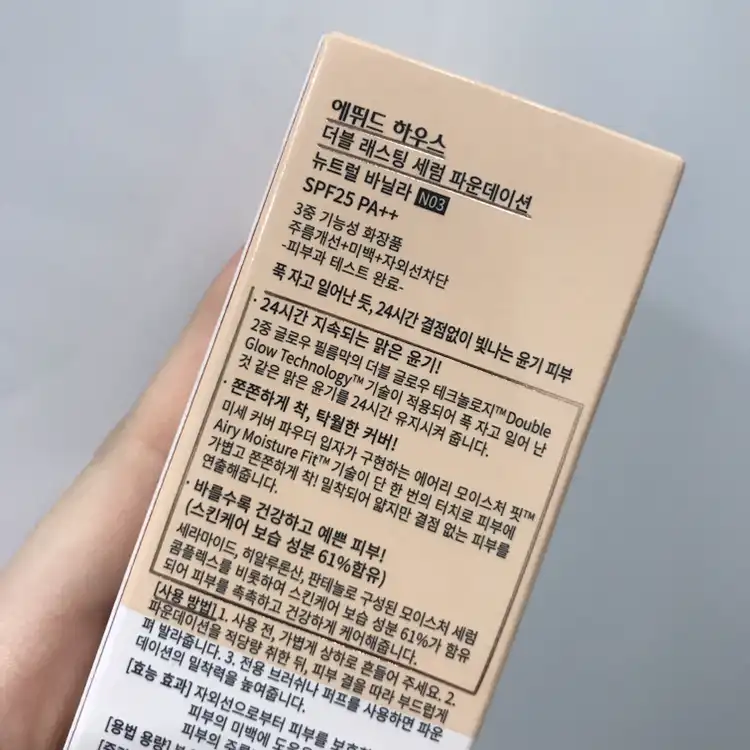 에뛰드 하우스
더블 래스팅 세럼 파운데이션
뉴트럴 바닐라 N03
SPF25 PA++
3중 기능성 화장품
주름개선+미백+자외선차단
-피부과 테스트 완료-
푹 자고 일어난 듯, 24시간 결점없이 빛나는 윤기 피부
· 24시간 지속되는 맑은 윤기!
2중 글로우 필름막의 더블 글로우 테크놀로지™Double
Glow Technology™ 기술이 적용되어 푹 자고 일어 난
것 같은 맑은 윤기를 24시간 유지시켜 줍니다.
· 쫀쫀하게 착, 탁월한 커버!
미세 커버 파우더 입자가 구현하는 에어리 모이스처 핏™
Airy Moisture Fit™ 기술이 단 한 번의 터치로 피부에
가볍고 쫀쫀하게 착! 밀착되어 얇지만 결점 없는 피부를
연출해줍니다.
· 바를수록 건강하고 예쁜 피부!
(스킨케어 보습 성분 61%함유)
세라마이드, 히알루론산, 판테놀로 구성된 모이스처 세럼
콤플렉스를 비롯하여 스킨케어 보습 성분 61%가 함유
되어 피부를 촉촉하고 건강하게 케어해줍니다.
[사용 방법] 1. 사용 전, 가볍게 상하로 흔들어 주세요. 2.
파운데이션을 적당량 취한 뒤, 피부 결을 따라 부드럽게
펴 발라줍니다. 3. 전용 브러쉬나 퍼프를 사용하면 파운
데이션의 밀착력을 높여줍니다.
[효능 효과] 자외선으로부터 피부를 보호
피부의 미백에 도움
[용법 용량]
피부의 주름